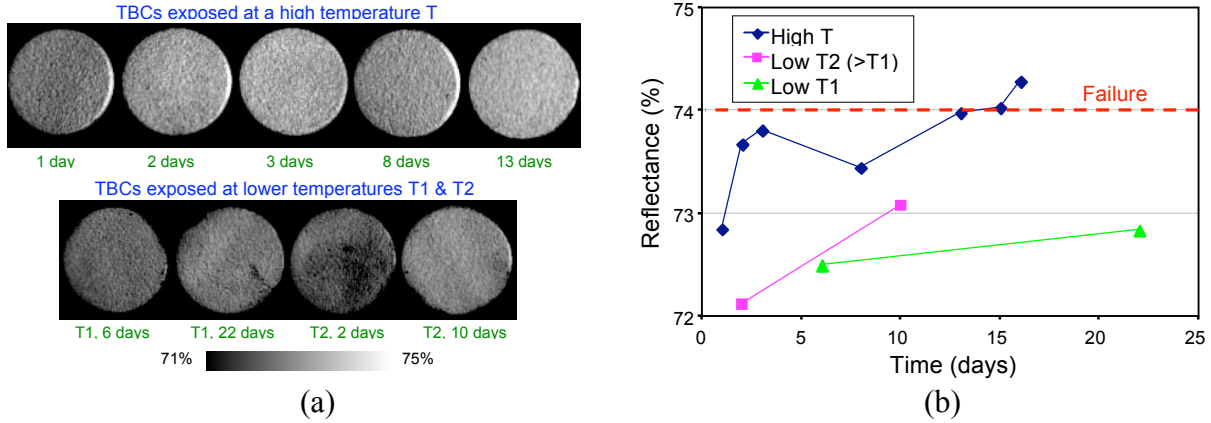 TBCs exposed at a high temperature T
1 day 2 days 3 days 8 days 13 days
TBCs exposed at lower temperatures T1 & T2
T1, 6 days T1, 22 days T2, 2 days T2, 10 days
71% 75%
(a)
75
74
73
72
Reflectance (%)
High T
Low T2 (>T1)
Low T1
Failure
0 5 10 15 20 25
Time (days)
(b)